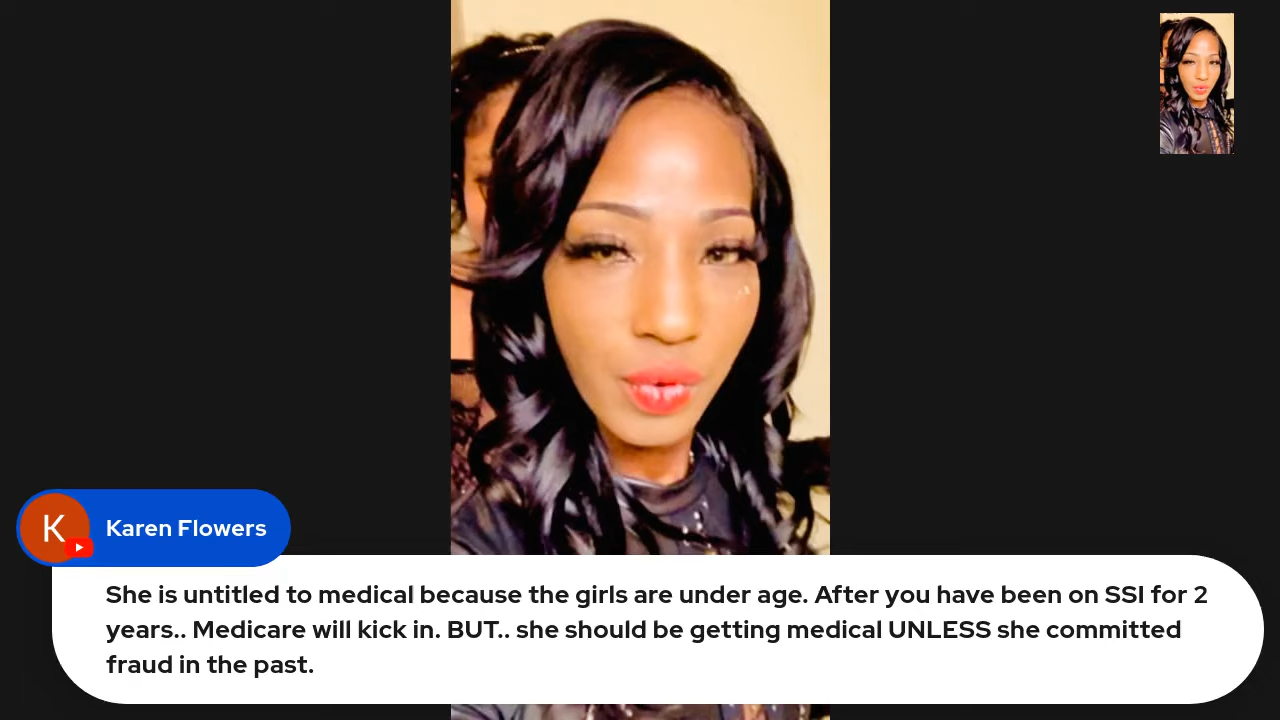 K
Karen Flowers
She is untitled to medical because the girls are under age. After you have been on SSI for 2
years.. Medicare will kick in. BUT.. she should be getting medical UNLESS she committed
fraud in the past.